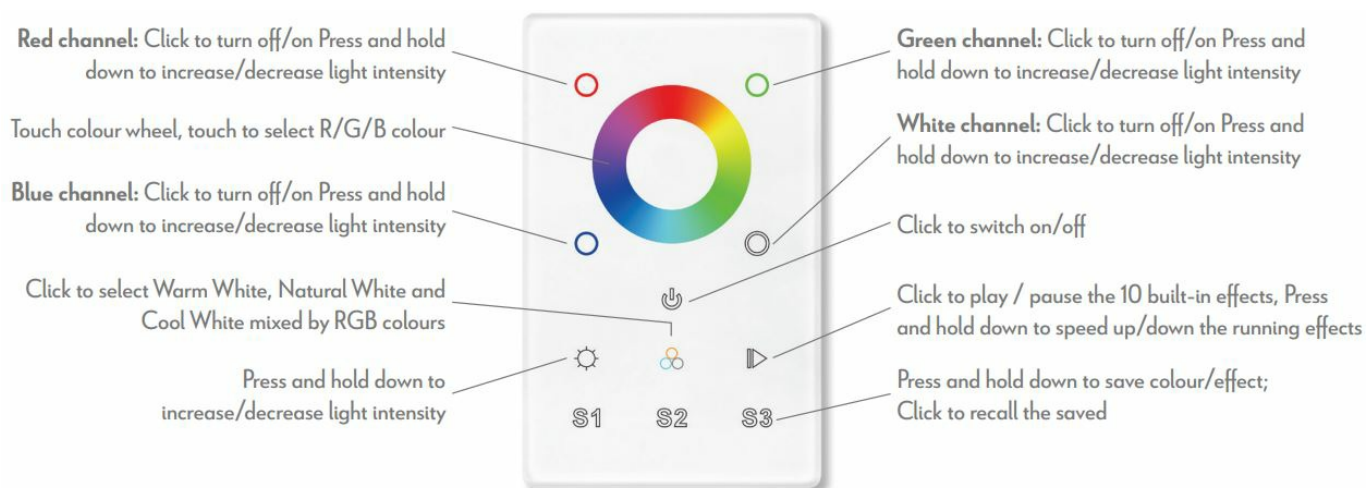 Red channel: Click to turn off/on Press and hold
down to increase/decrease light intensity
Touch colour wheel, touch to select R/G/B colour
Blue channel: Click to turn off/on Press and hold
down to increase/decrease light intensity
Click to select Warm White, Natural White and
Cool White mixed by RGB colours
Press and hold down to
increase/decrease light intensity
Green channel: Click to turn off/on Press and
hold down to increase/decrease light intensity
White channel: Click to turn off/on Press and
hold down to increase/decrease light intensity
Click to switch on/off
Click to play / pause the 10 built-in effects, Press
and hold down to speed up/down the running effects
Press and hold down to save colour/effect;
Click to recall the saved
S1 S2 S3